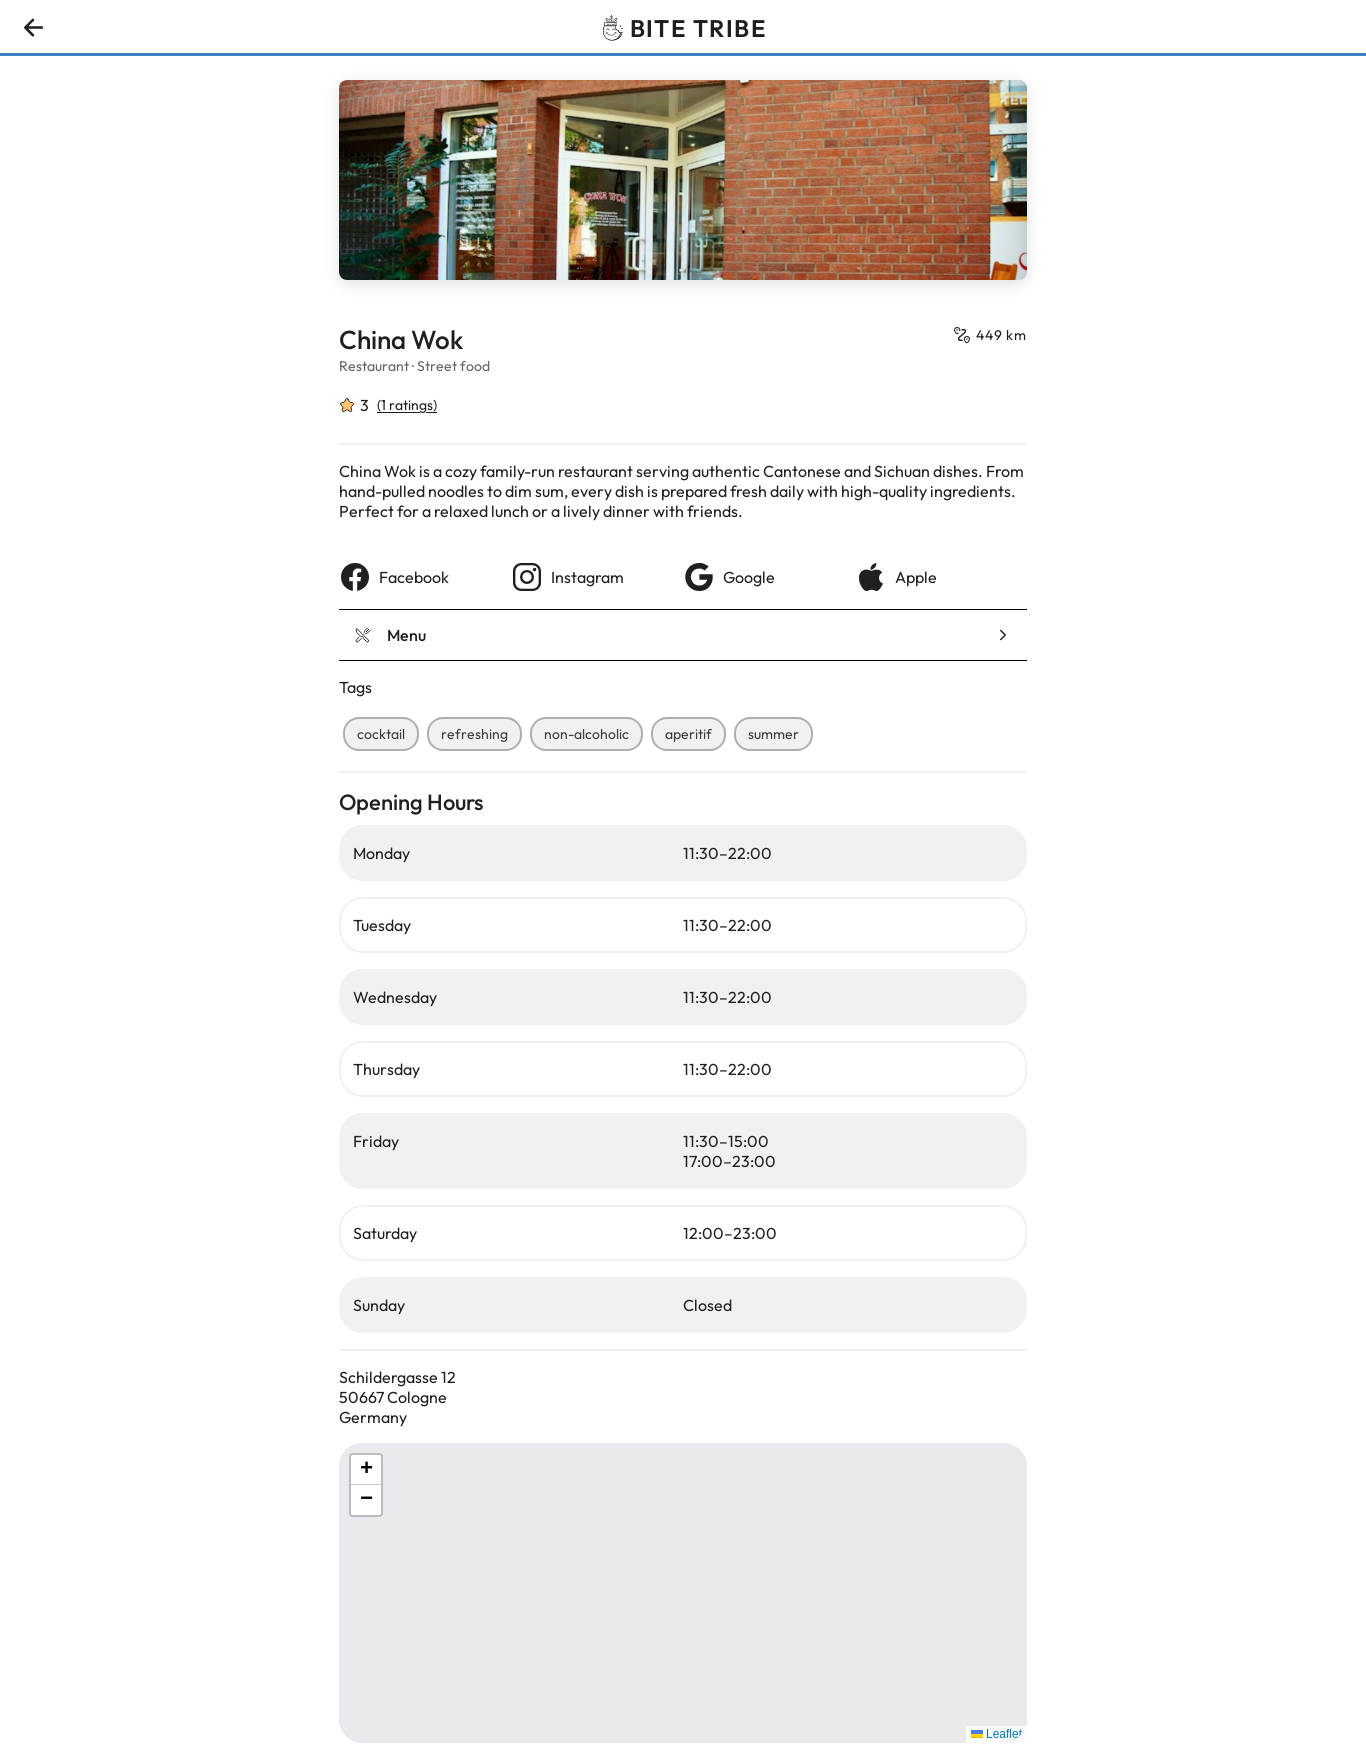 BITE TRIBE
CHINA WOK
China Wok
449 km
Restaurant · Street food
3 (1 ratings)
China Wok is a cozy family-run restaurant serving authentic Cantonese and Sichuan dishes. From
hand-pulled noodles to dim sum, every dish is prepared fresh daily with high-quality ingredients.
Perfect for a relaxed lunch or a lively dinner with friends.
Facebook Instagram Google Apple
Menu
Tags
cocktail refreshing non-alcoholic aperitif summer
Opening Hours
Monday 11:30–22:00
Tuesday 11:30–22:00
Wednesday 11:30–22:00
Thursday 11:30–22:00
Friday 11:30–15:00
17:00–23:00
Saturday 12:00–23:00
Sunday Closed
Schildergasse 12
50667 Cologne
Germany
+
−
Leaflet